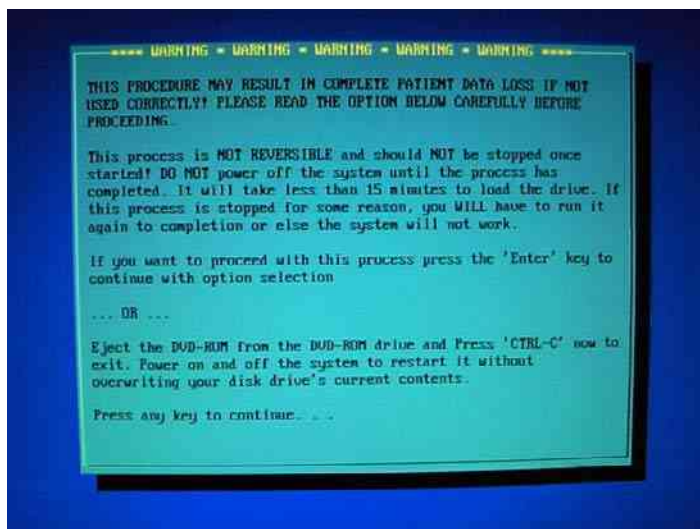 **** WARNING * WARNING * WARNING * WARNING * WARNING ****
THIS PROCEDURE MAY RESULT IN COMPLETE PATIENT DATA LOSS IF NOT
USED CORRECTLY! PLEASE READ THE OPTION BELOW CAREFULLY BEFORE
PROCEEDING.
This process is NOT REVERSIBLE and should NOT be stopped once
started! DO NOT power off the system until the process has
completed. It will take less than 15 minutes to load the drive. If
this process is stopped for some reason, you WILL have to run it
again to completion or else the system will not work.
If you want to proceed with this process press the 'Enter' key to
continue with option selection
... OR ...
Eject the DVD-ROM from the DVD-ROM drive and Press 'CTRL-C' now to
exit. Power on and off the system to restart it without
overwriting your disk drive's current contents.
Press any key to continue. . .